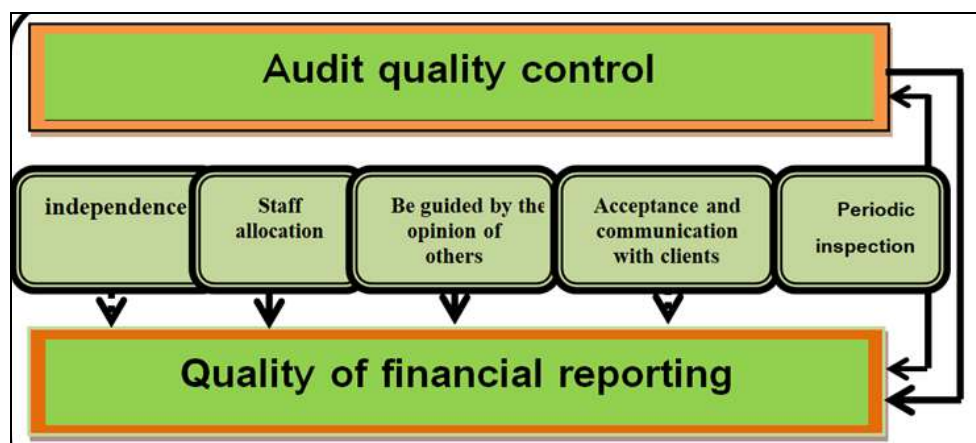 Audit quality control
independence
Staff
allocation
Be guided by the
opinion of
others
Acceptance and
communication
with clients
Periodic
inspection
Quality of financial reporting